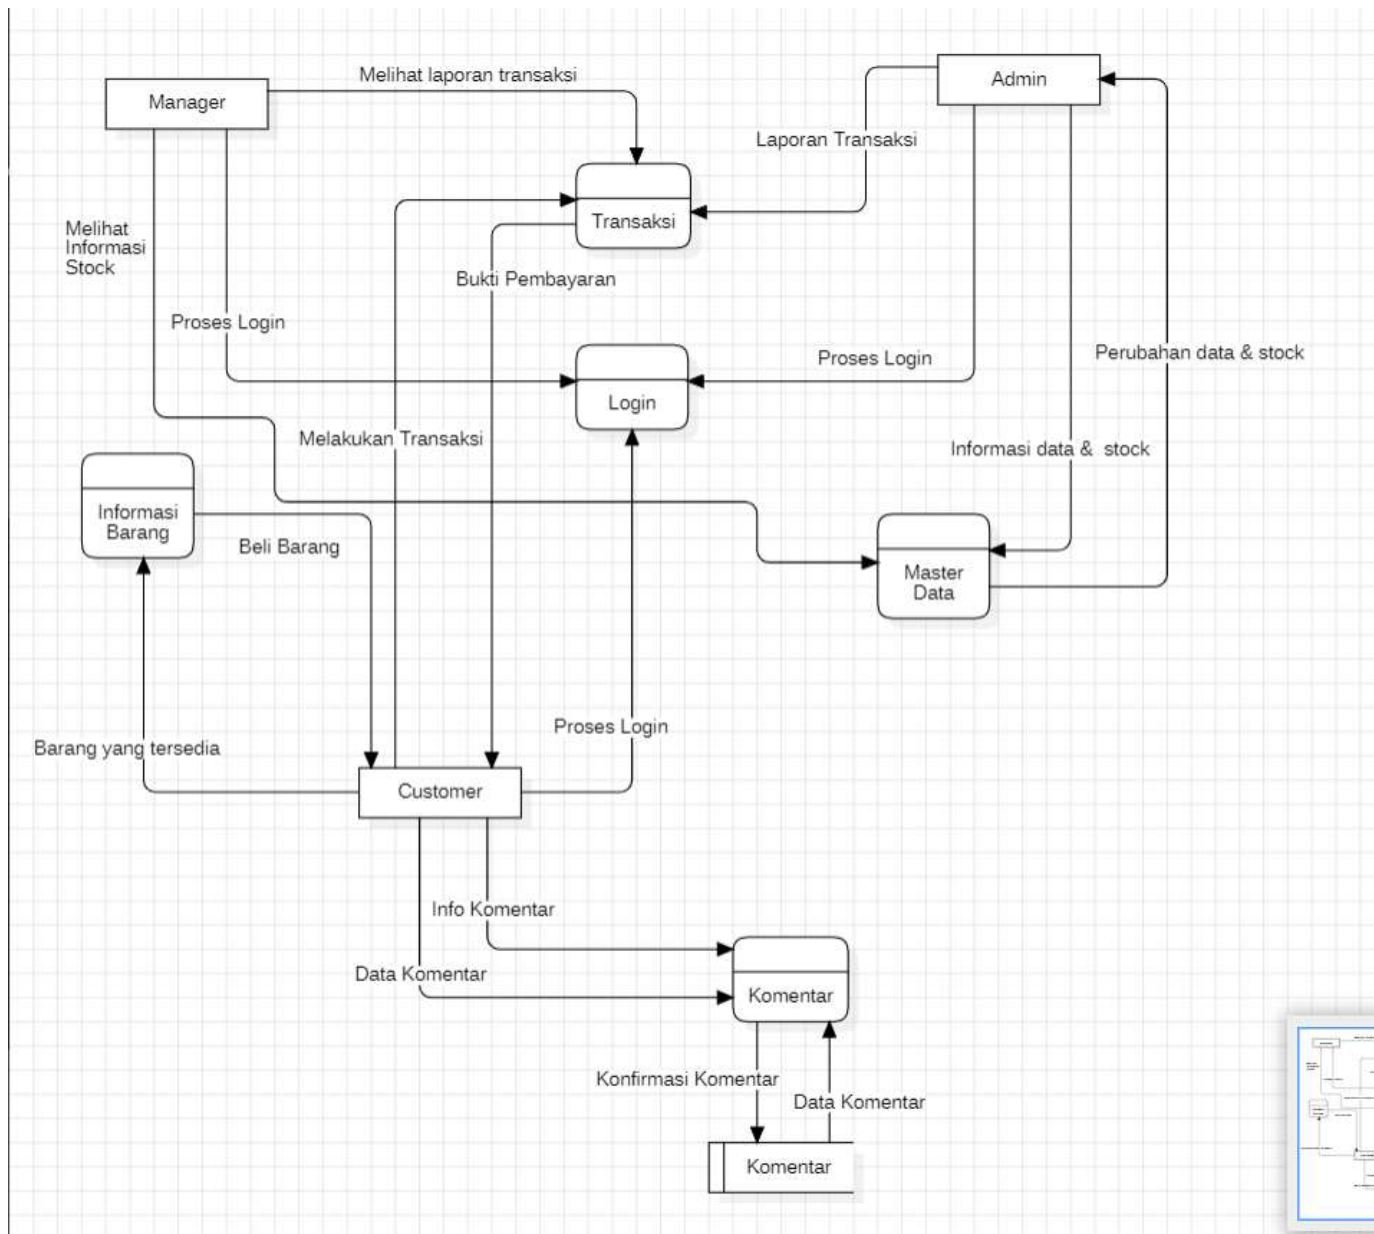 Melihat laporan transaksi
Manager
Admin
Laporan Transaksi
Transaksi
Melihat
Informasi
Stock
Bukti Pembayaran
Proses Login
Perubahan data & stock
Proses Login
Login
Melakukan Transaksi
Informasi data & stock
Informasi
Barang
Beli Barang
Master
Data
Proses Login
Barang yang tersedia
Customer
Info Komentar
Data Komentar
Komentar
Konfirmasi Komentar
Data Komentar
Komentar